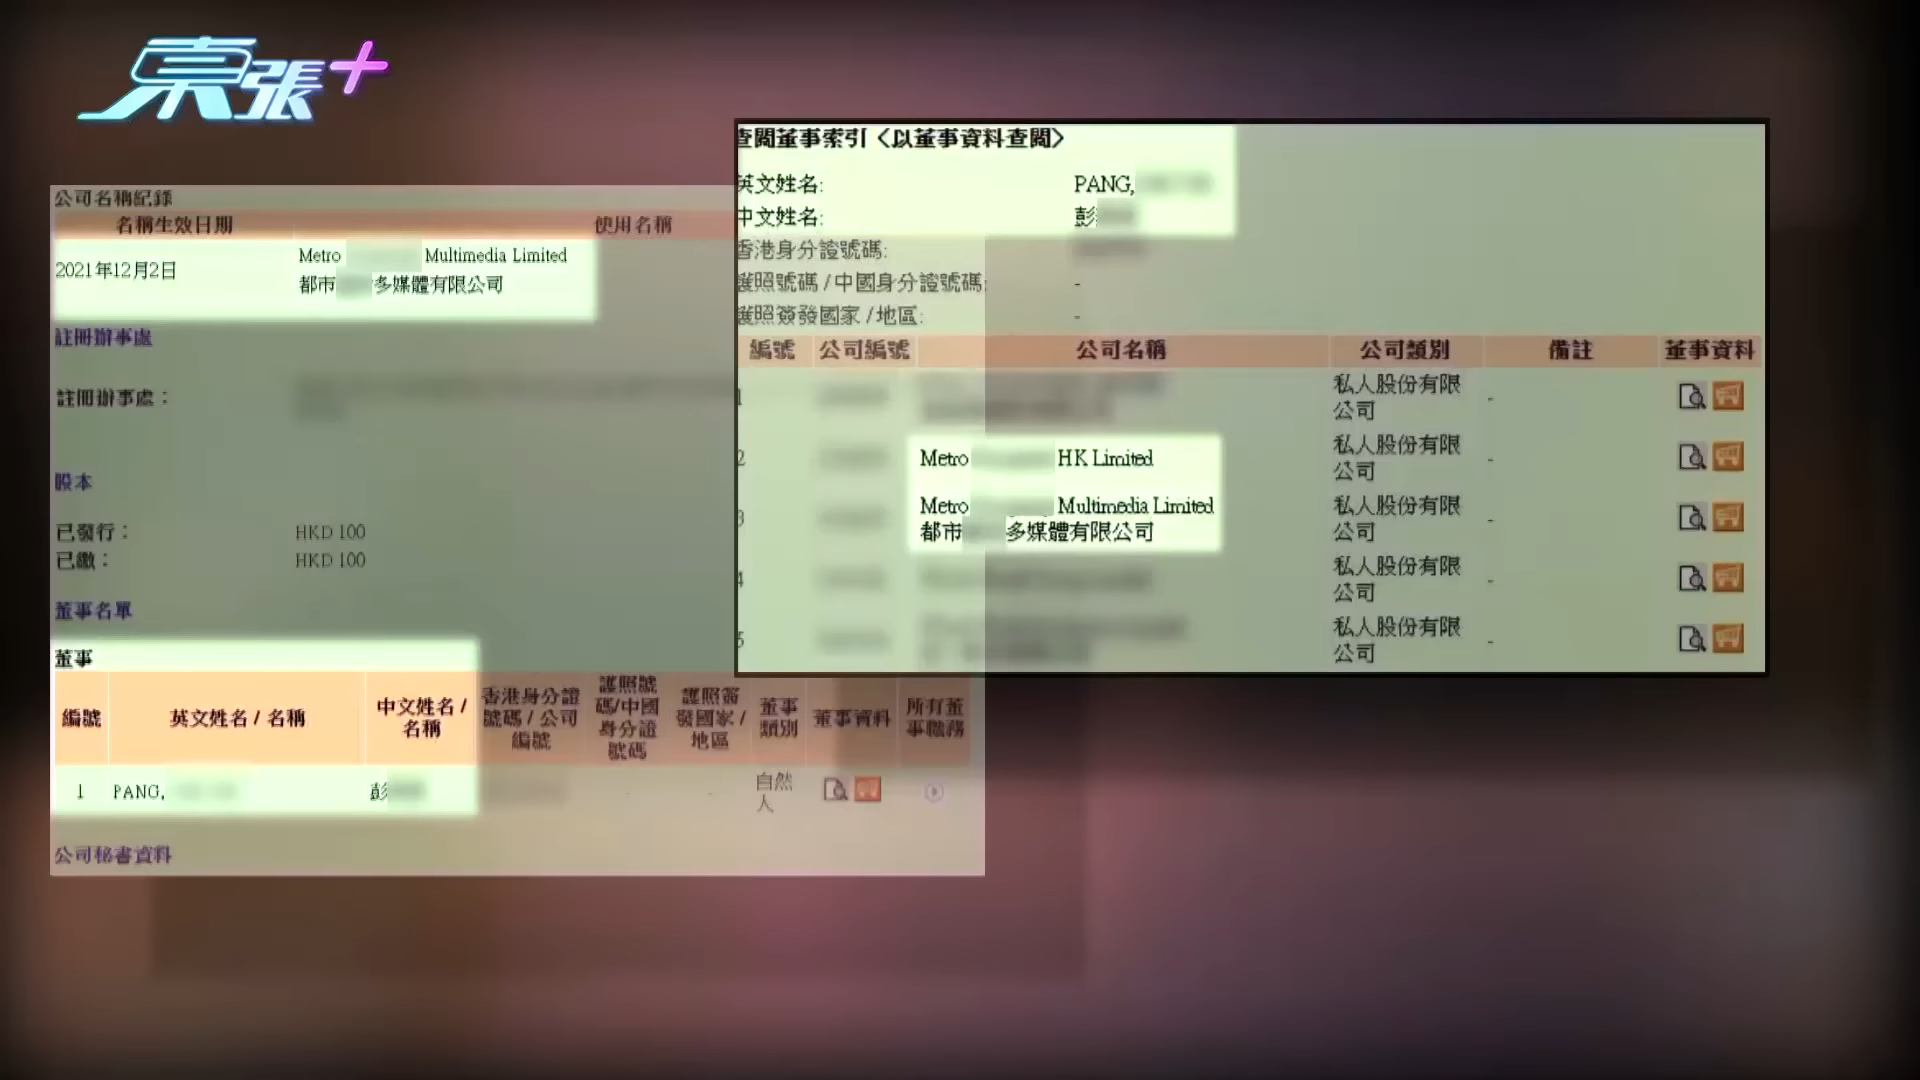 東張+
公司名稱紀錄
名稱生效日期 使用名稱
2021年12月2日
Metro Multimedia Limited
都市 多媒體有限公司
註冊辦事處
註冊辦事處：
股本
已發行： HKD 100
已繳： HKD 100
董事名單
董事
編號 英文姓名 / 名稱 中文姓名 / 名稱 香港身分證號碼 / 公司編號 護照號碼/中國身分證號碼 護照簽發國家 / 地區 董事類別 董事資料 所有董事職務
1 PANG, 彭 - - 自然人
公司秘書資料
查閱董事索引〈以董事資料查閱〉
英文姓名: PANG,
中文姓名: 彭
香港身分證號碼:
護照號碼 / 中國身分證號碼: -
護照簽發國家 / 地區: -
編號 公司編號 公司名稱 公司類別 備註 董事資料
1 私人股份有限公司 -
2 Metro HK Limited 私人股份有限公司 -
3 Metro Multimedia Limited
都市 多媒體有限公司 私人股份有限公司 -
4 私人股份有限公司 -
5 私人股份有限公司 -